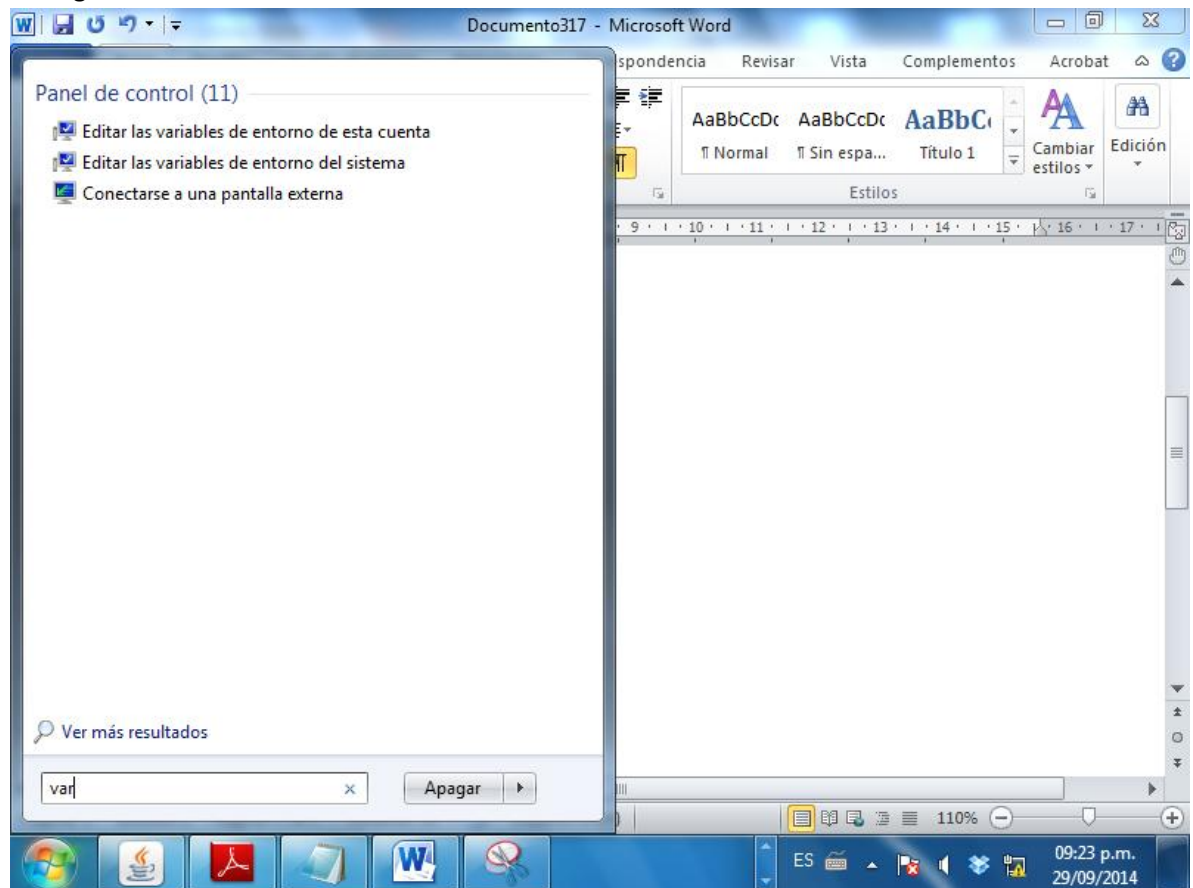 Documento317 - Microsoft Word
spondencia Revisar Vista Complementos Acrobat
Panel de control (11)
Editar las variables de entorno de esta cuenta
Editar las variables de entorno del sistema
Conectarse a una pantalla externa
AaBbCcDc AaBbCcDc AaBbC
¶ Normal ¶ Sin espa... Título 1
Cambiar estilos
Edición
Estilos
9 10 11 12 13 14 15 16 17
Ver más resultados
var
Apagar
110%
ES
09:23 p.m.
29/09/2014